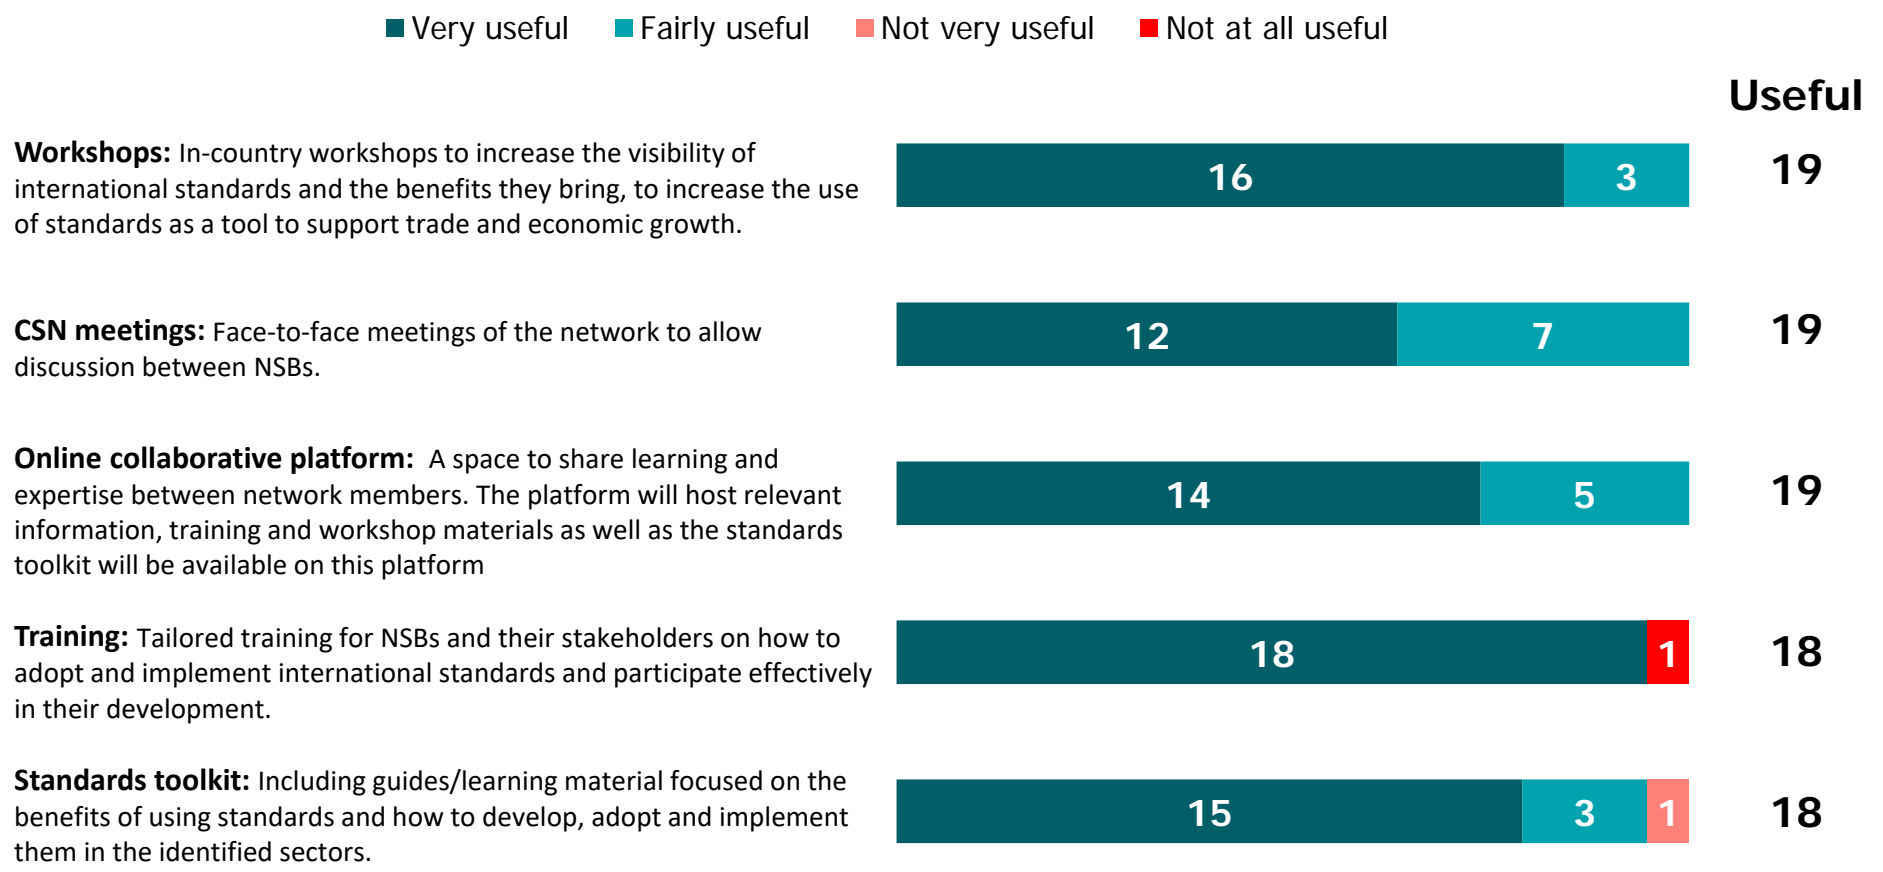 Very useful Fairly useful Not very useful Not at all useful
Useful
Workshops: In-country workshops to increase the visibility of
international standards and the benefits they bring, to increase the use
of standards as a tool to support trade and economic growth.
16 3 19
CSN meetings: Face-to-face meetings of the network to allow
discussion between NSBs.
12 7 19
Online collaborative platform: A space to share learning and
expertise between network members. The platform will host relevant
information, training and workshop materials as well as the standards
toolkit will be available on this platform
14 5 19
Training: Tailored training for NSBs and their stakeholders on how to
adopt and implement international standards and participate effectively
in their development.
18 1 18
Standards toolkit: Including guides/learning material focused on the
benefits of using standards and how to develop, adopt and implement
them in the identified sectors.
15 3 1 18